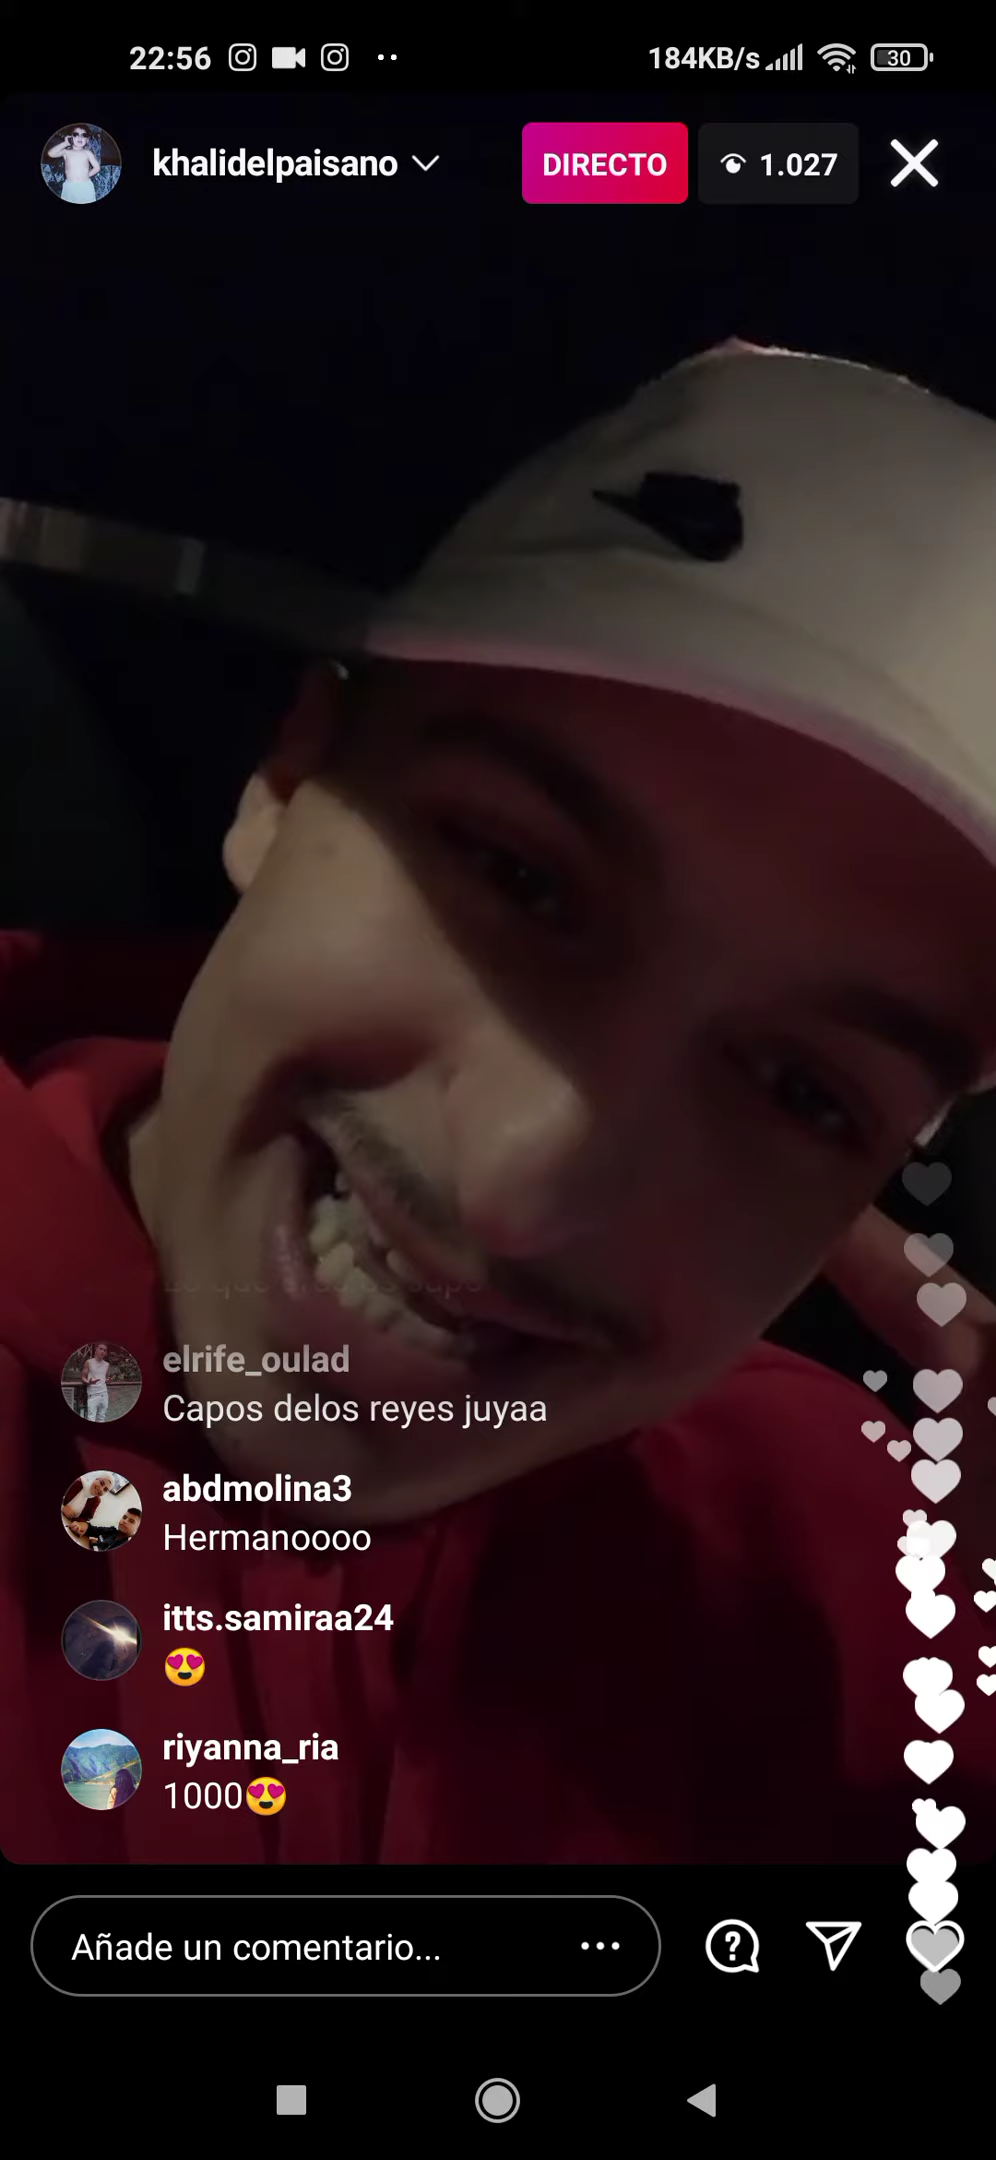 22:56
184KB/s
30
khalidelpaisano
DIRECTO
1.027
elrife_oulad
Capos delos reyes juyaa
abdmolina3
Hermanoooo
itts.samiraa24
😍
riyanna_ria
1000😍
Añade un comentario...